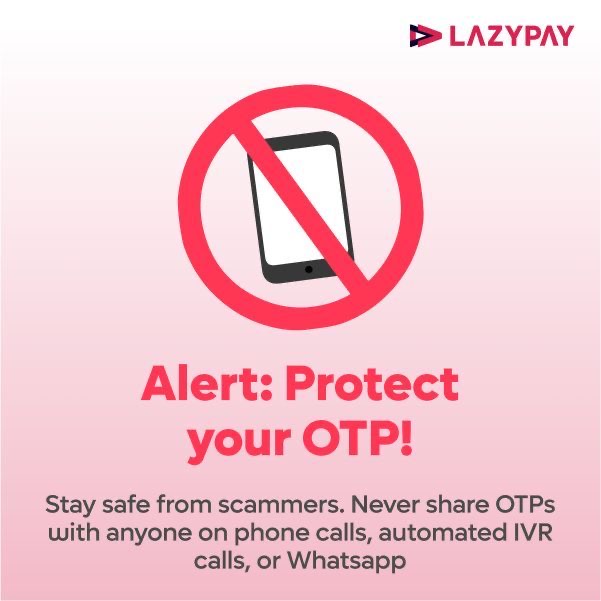 LAZYPAY
Alert: Protect
your OTP!
Stay safe from scammers. Never share OTPs
with anyone on phone calls, automated IVR
calls, or Whatsapp